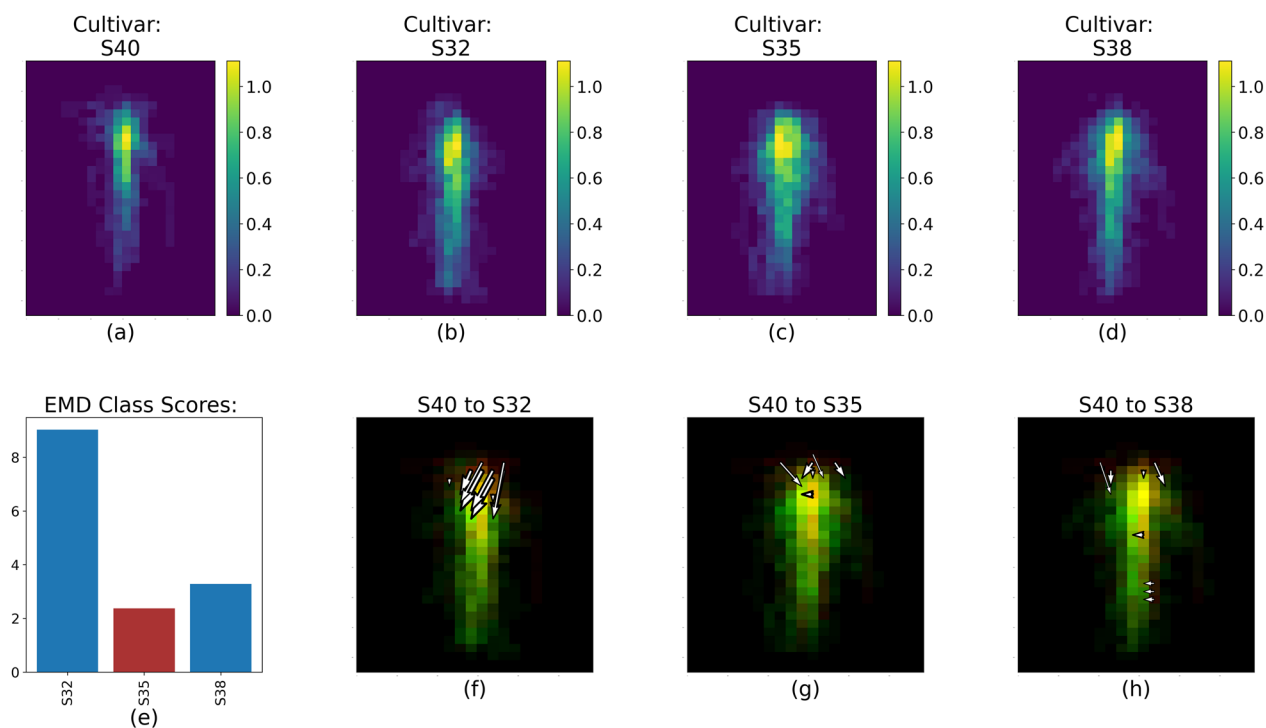 Cultivar:
S40
Cultivar:
S32
Cultivar:
S35
Cultivar:
S38
1.0
0.8
0.6
0.4
0.2
0.0
1.0
0.8
0.6
0.4
0.2
0.0
1.0
0.8
0.6
0.4
0.2
0.0
1.0
0.8
0.6
0.4
0.2
0.0
(a)
(b)
(c)
(d)
EMD Class Scores:
8
6
4
2
0
S32
S35
S38
(e)
S40 to S32
(f)
S40 to S35
(g)
S40 to S38
(h)